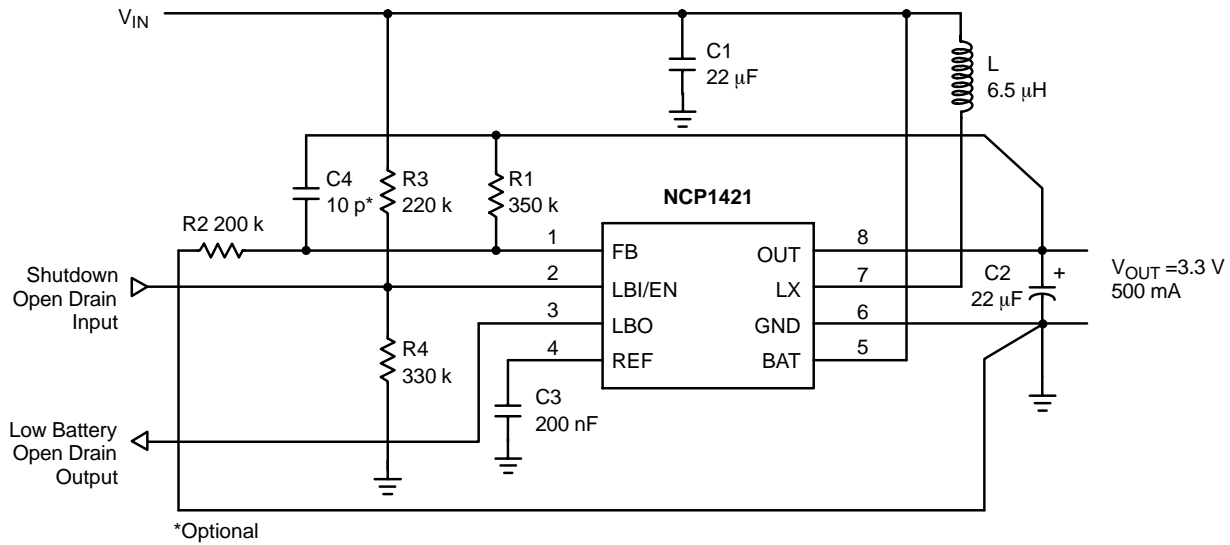 V_IN
C1
22 μF
L
6.5 μH
C4
10 p*
R3
220 k
R1
350 k
NCP1421
R2 200 k
1
FB
OUT
8
Shutdown
Open Drain
Input
2
LBI/EN
LX
7
C2
22 μF
+
V_OUT =3.3 V
500 mA
3
LBO
GND
6
4
REF
BAT
5
R4
330 k
C3
200 nF
Low Battery
Open Drain
Output
*Optional